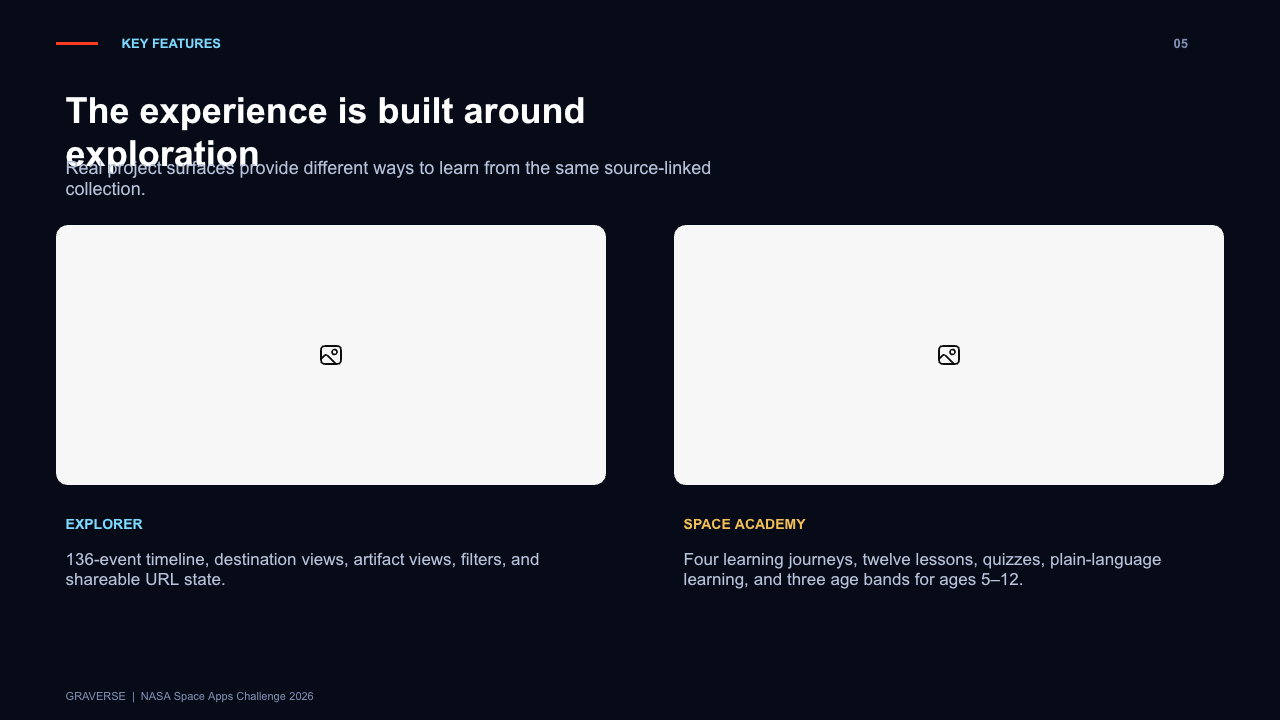 KEY FEATURES
05
The experience is built around
exploration
Real project surfaces provide different ways to learn from the same source-linked
collection.
EXPLORER
136-event timeline, destination views, artifact views, filters, and
shareable URL state.
SPACE ACADEMY
Four learning journeys, twelve lessons, quizzes, plain-language
learning, and three age bands for ages 5–12.
GRAVERSE | NASA Space Apps Challenge 2026